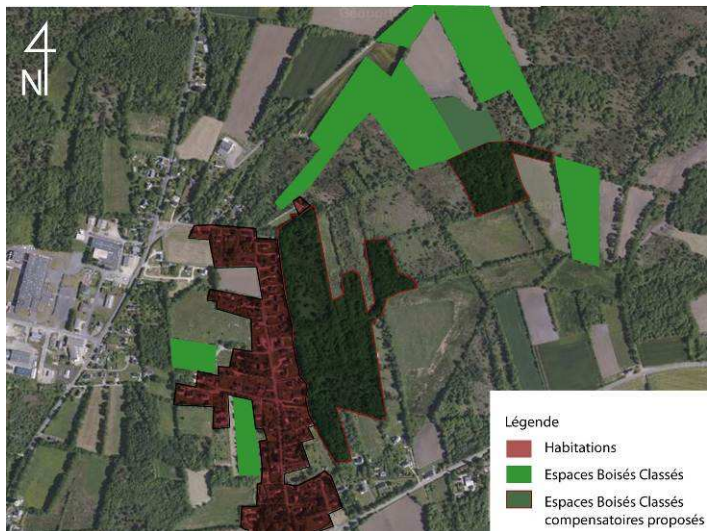 N
Légende
Habitations
Espaces Boisés Classés
Espaces Boisés Classés
compensatoires proposés